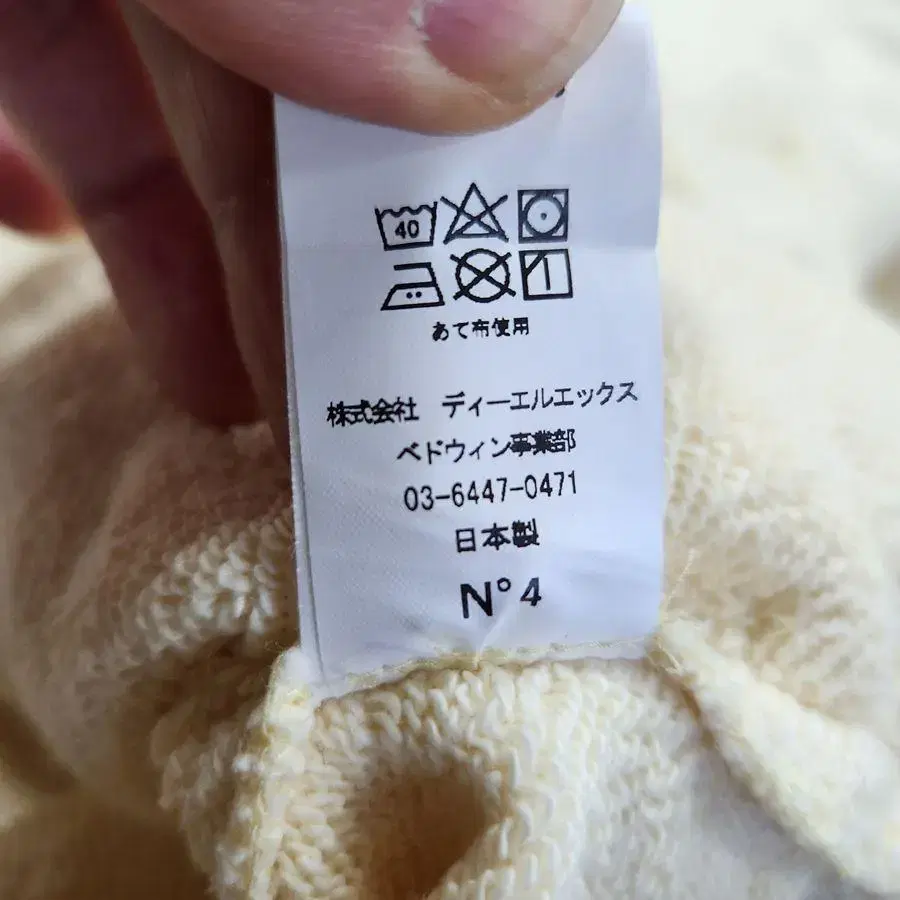 40
あて布使用
株式会社 ディーエルエックス
ベドウィン事業部
03-6447-0471
日本製
N°4